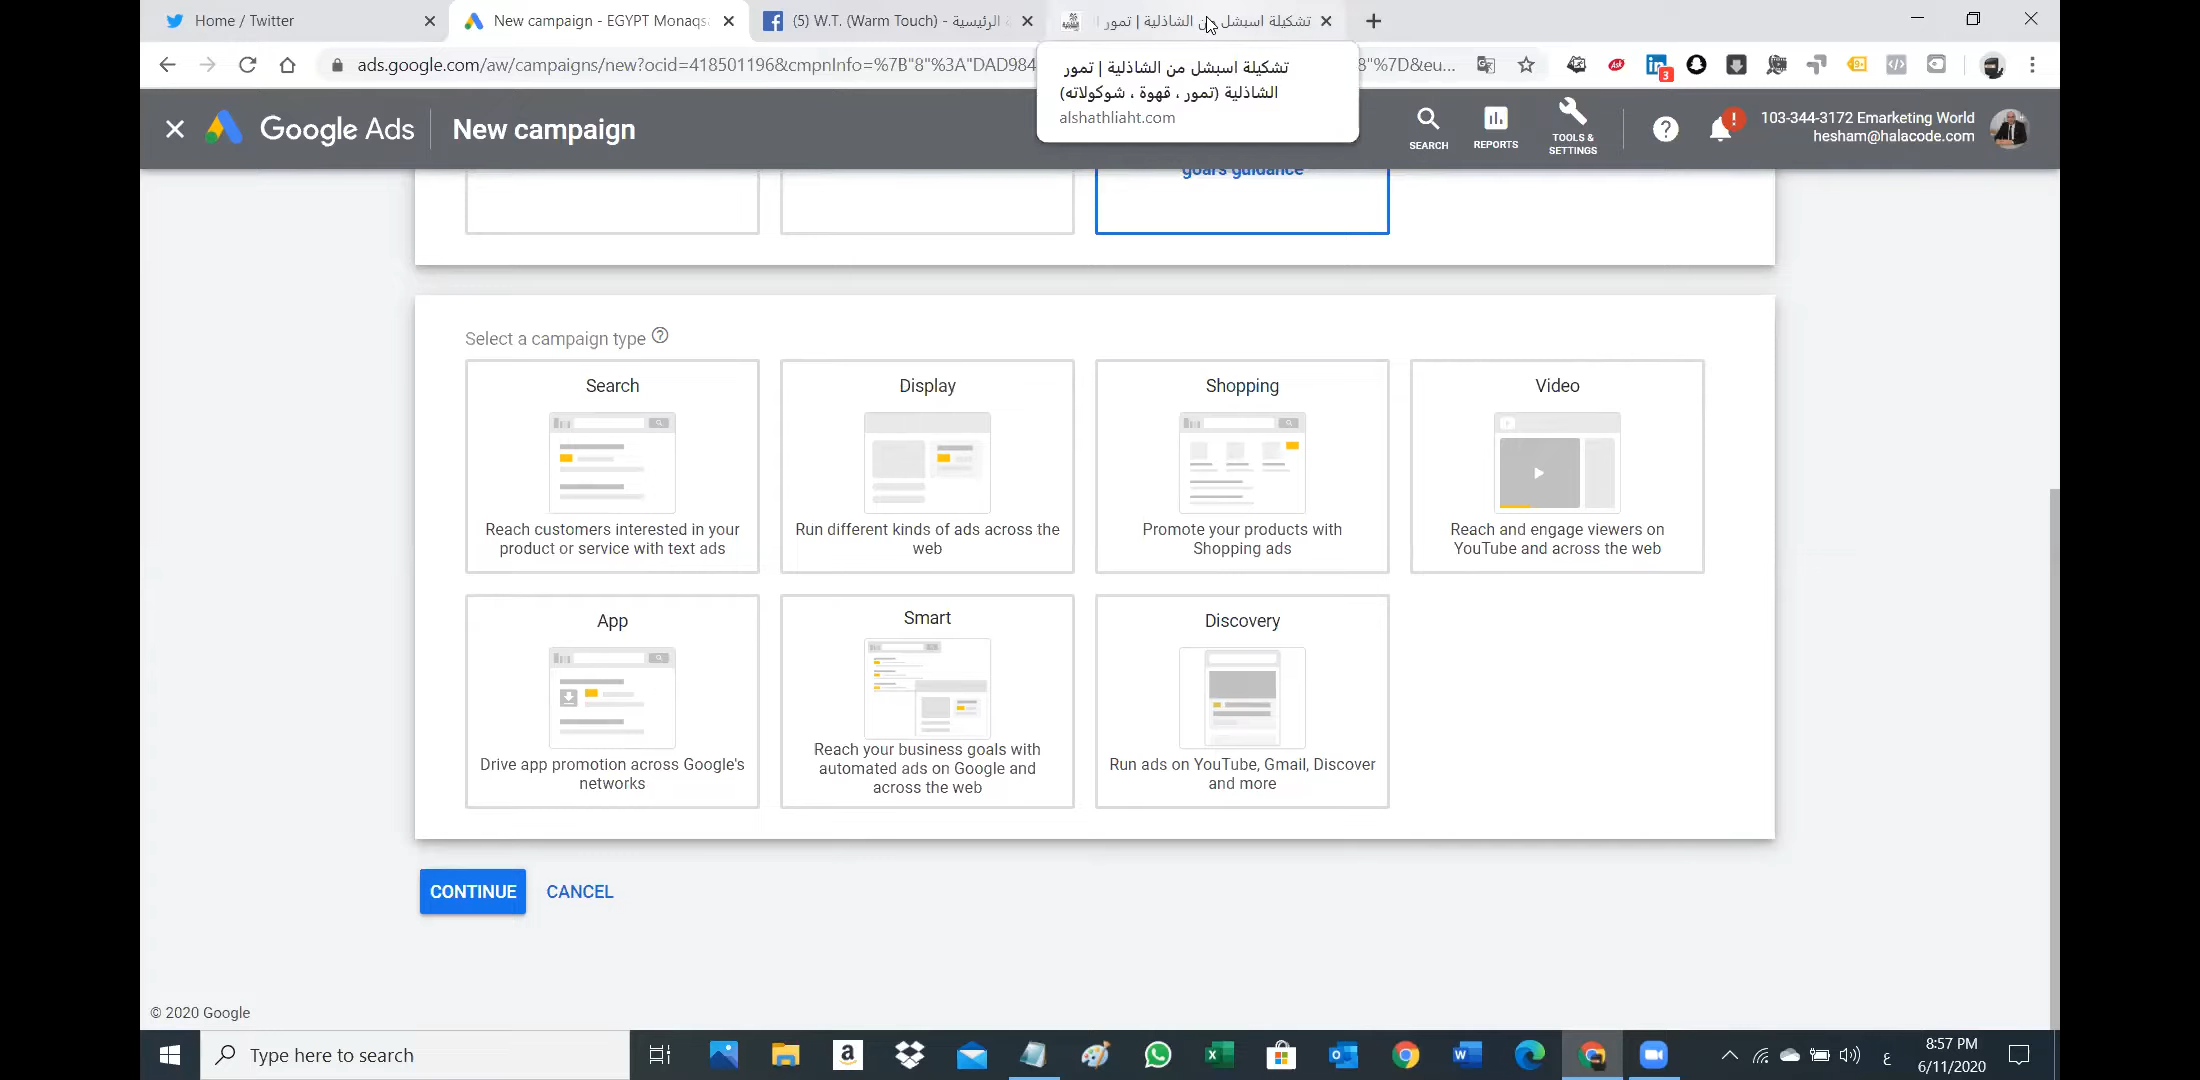 Home / Twitter
New campaign - EGYPT Monaqs
(5) W.T. (Warm Touch) - الرئيسية
تشكيلة اسبشل من الشاذلية | تمور
ads.google.com/aw/campaigns/new?ocid=418501196&cmpnInfo=%7B"8"%3A"DAD984
8"%7D&eu...
3
تشكيلة اسبشل من الشاذلية | تمور
الشاذلية (تمور ، قهوة ، شوكولاته)
alshathliaht.com
Google Ads
New campaign
SEARCH
REPORTS
TOOLS &
SETTINGS
103-344-3172 Emarketing World
hesham@halacode.com
goals guidance
Select a campaign type
Search
Reach customers interested in your
product or service with text ads
Display
Run different kinds of ads across the
web
Shopping
Promote your products with
Shopping ads
Video
Reach and engage viewers on
YouTube and across the web
App
Drive app promotion across Google's
networks
Smart
Reach your business goals with
automated ads on Google and
across the web
Discovery
Run ads on YouTube, Gmail, Discover
and more
CONTINUE
CANCEL
© 2020 Google
Type here to search
ع
8:57 PM
6/11/2020